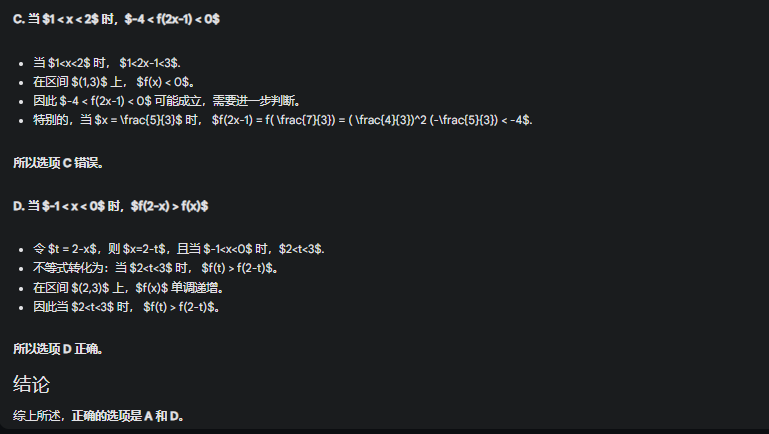 C. 当 $1 < x < 2$ 时，$-4 < f(2x-1) < 0$
当 $1<x<2$ 时， $1<2x-1<3$.
在区间 $(1,3)$ 上， $f(x) < 0$。
因此 $-4 < f(2x-1) < 0$ 可能成立，需要进一步判断。
特别的，当 $x = \frac{5}{3}$ 时， $f(2x-1) = f( \frac{7}{3}) = ( \frac{4}{3})^2 (-\frac{5}{3}) < -4$.
所以选项 C 错误。
D. 当 $-1 < x < 0$ 时，$f(2-x) > f(x)$
令 $t = 2-x$，则 $x=2-t$，且当 $-1<x<0$ 时，$2<t<3$.
不等式转化为：当 $2<t<3$ 时， $f(t) > f(2-t)$。
在区间 $(2,3)$ 上，$f(x)$ 单调递增。
因此当 $2<t<3$ 时， $f(t) > f(2-t)$。
所以选项 D 正确。
结论
综上所述，正确的选项是 A 和 D。